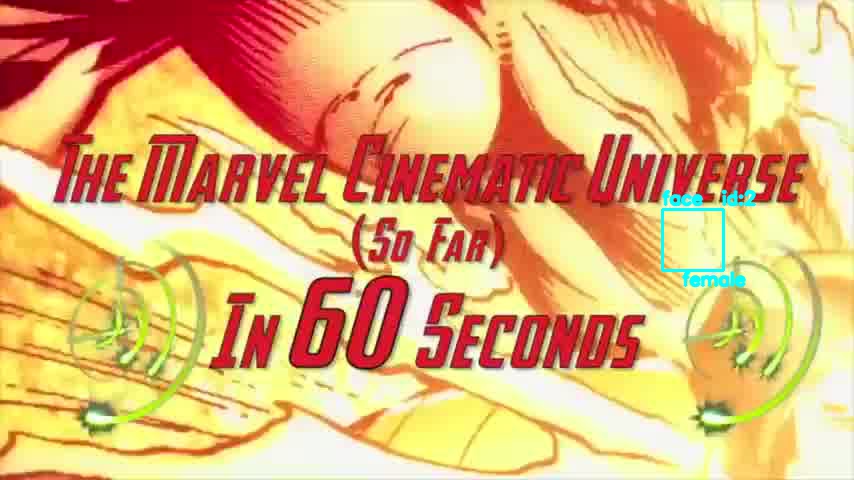 The Marvel Cinematic Universe
face id:2
(So Far)
female
In 60 Seconds